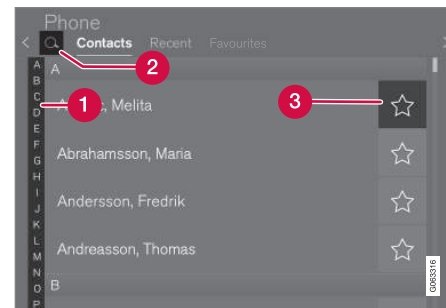 Phone
Contacts Recent Favourites
2
A
A
B
C
D
E
F
G
H
I
J
K
L
M
N
O
P
1
Melita
3
Abrahamsson, Maria
Andersson, Fredrik
Andreasson, Thomas
B
G063316